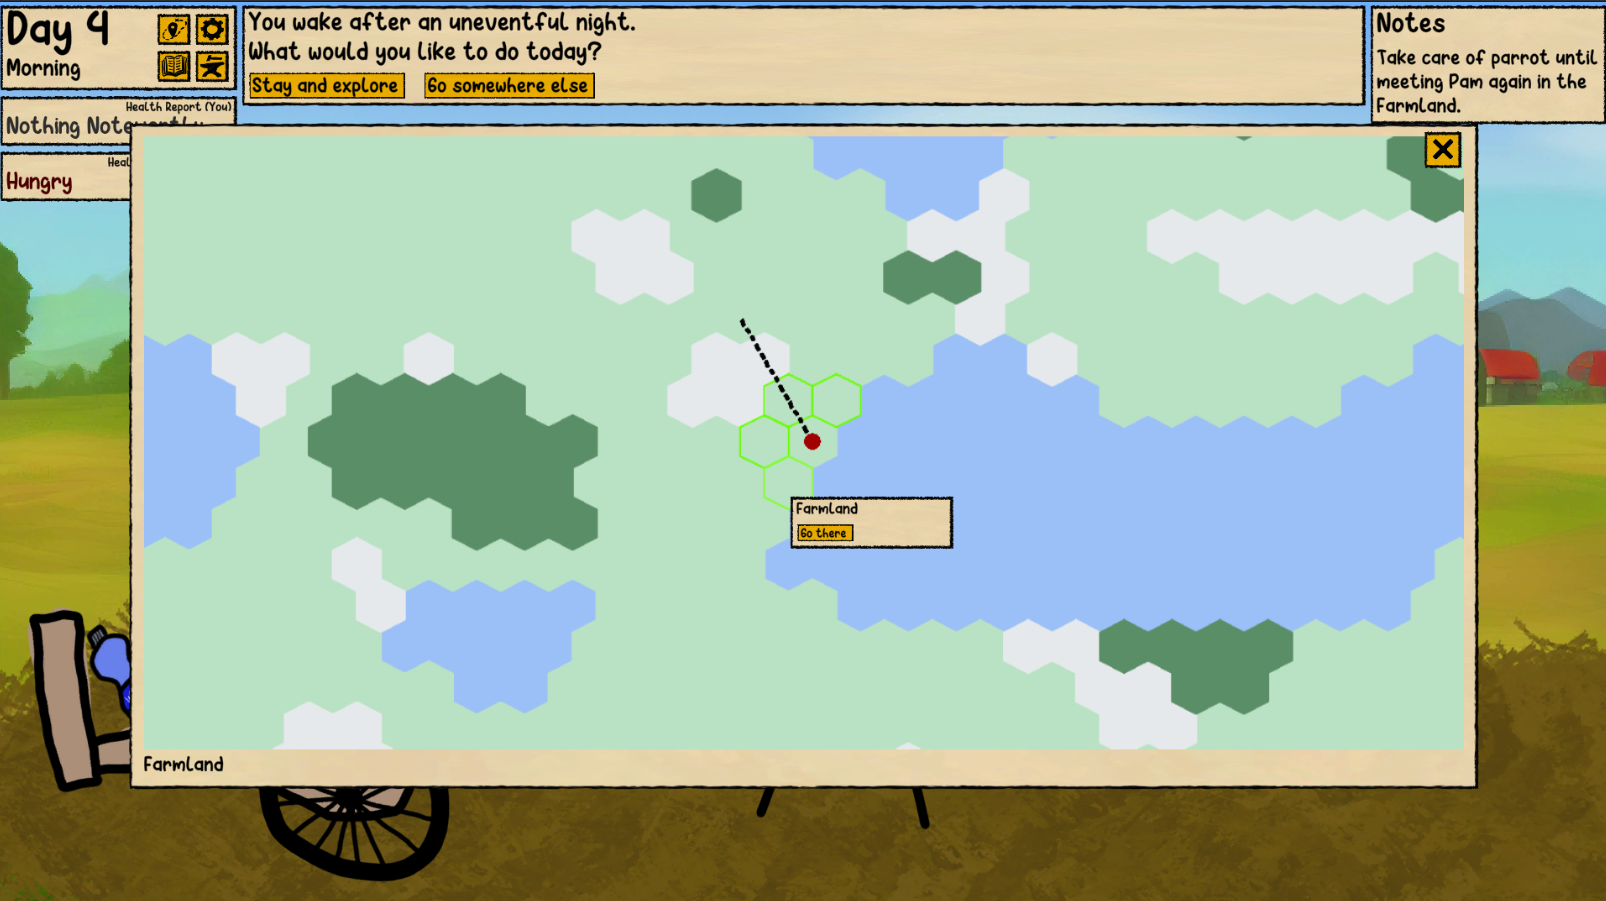 Day 4
Morning
You wake after an uneventful night.
What would you like to do today?
Stay and explore
Go somewhere else
Notes
Take care of parrot until
meeting Pam again in the
Farmland.
Health Report (You)
Nothing
Hungry
Farmland
Go there
Farmland